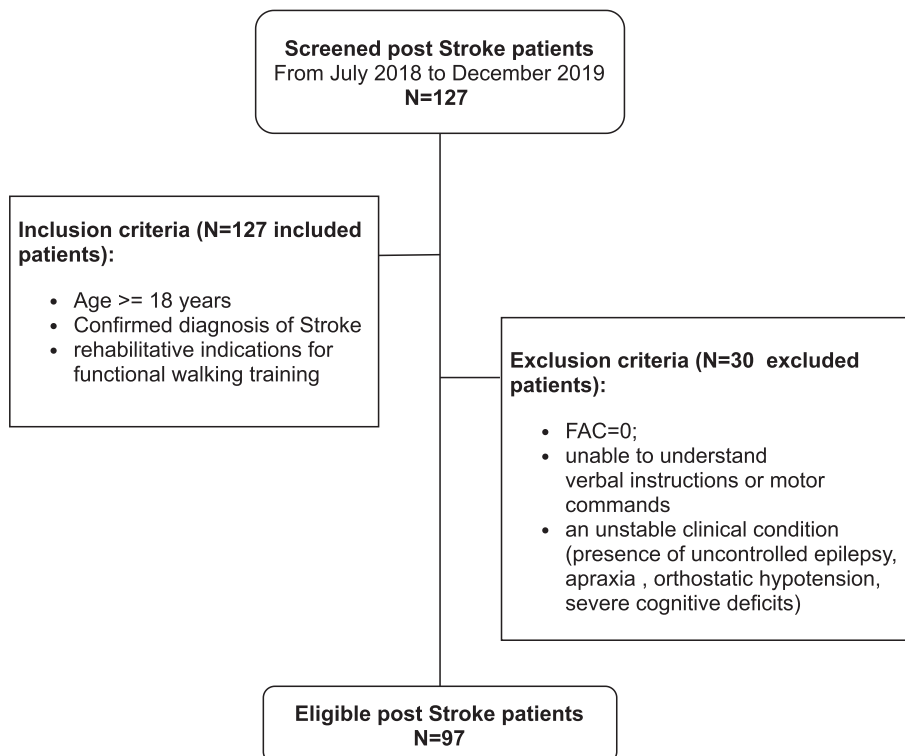 Screened post Stroke patients
From July 2018 to December 2019
N=127
Inclusion criteria (N=127 included
patients):
• Age >= 18 years
• Confirmed diagnosis of Stroke
• rehabilitative indications for
functional walking training
Exclusion criteria (N=30 excluded
patients):
• FAC=0;
• unable to understand
verbal instructions or motor
commands
• an unstable clinical condition
(presence of uncontrolled epilepsy,
apraxia , orthostatic hypotension,
severe cognitive deficits)
Eligible post Stroke patients
N=97